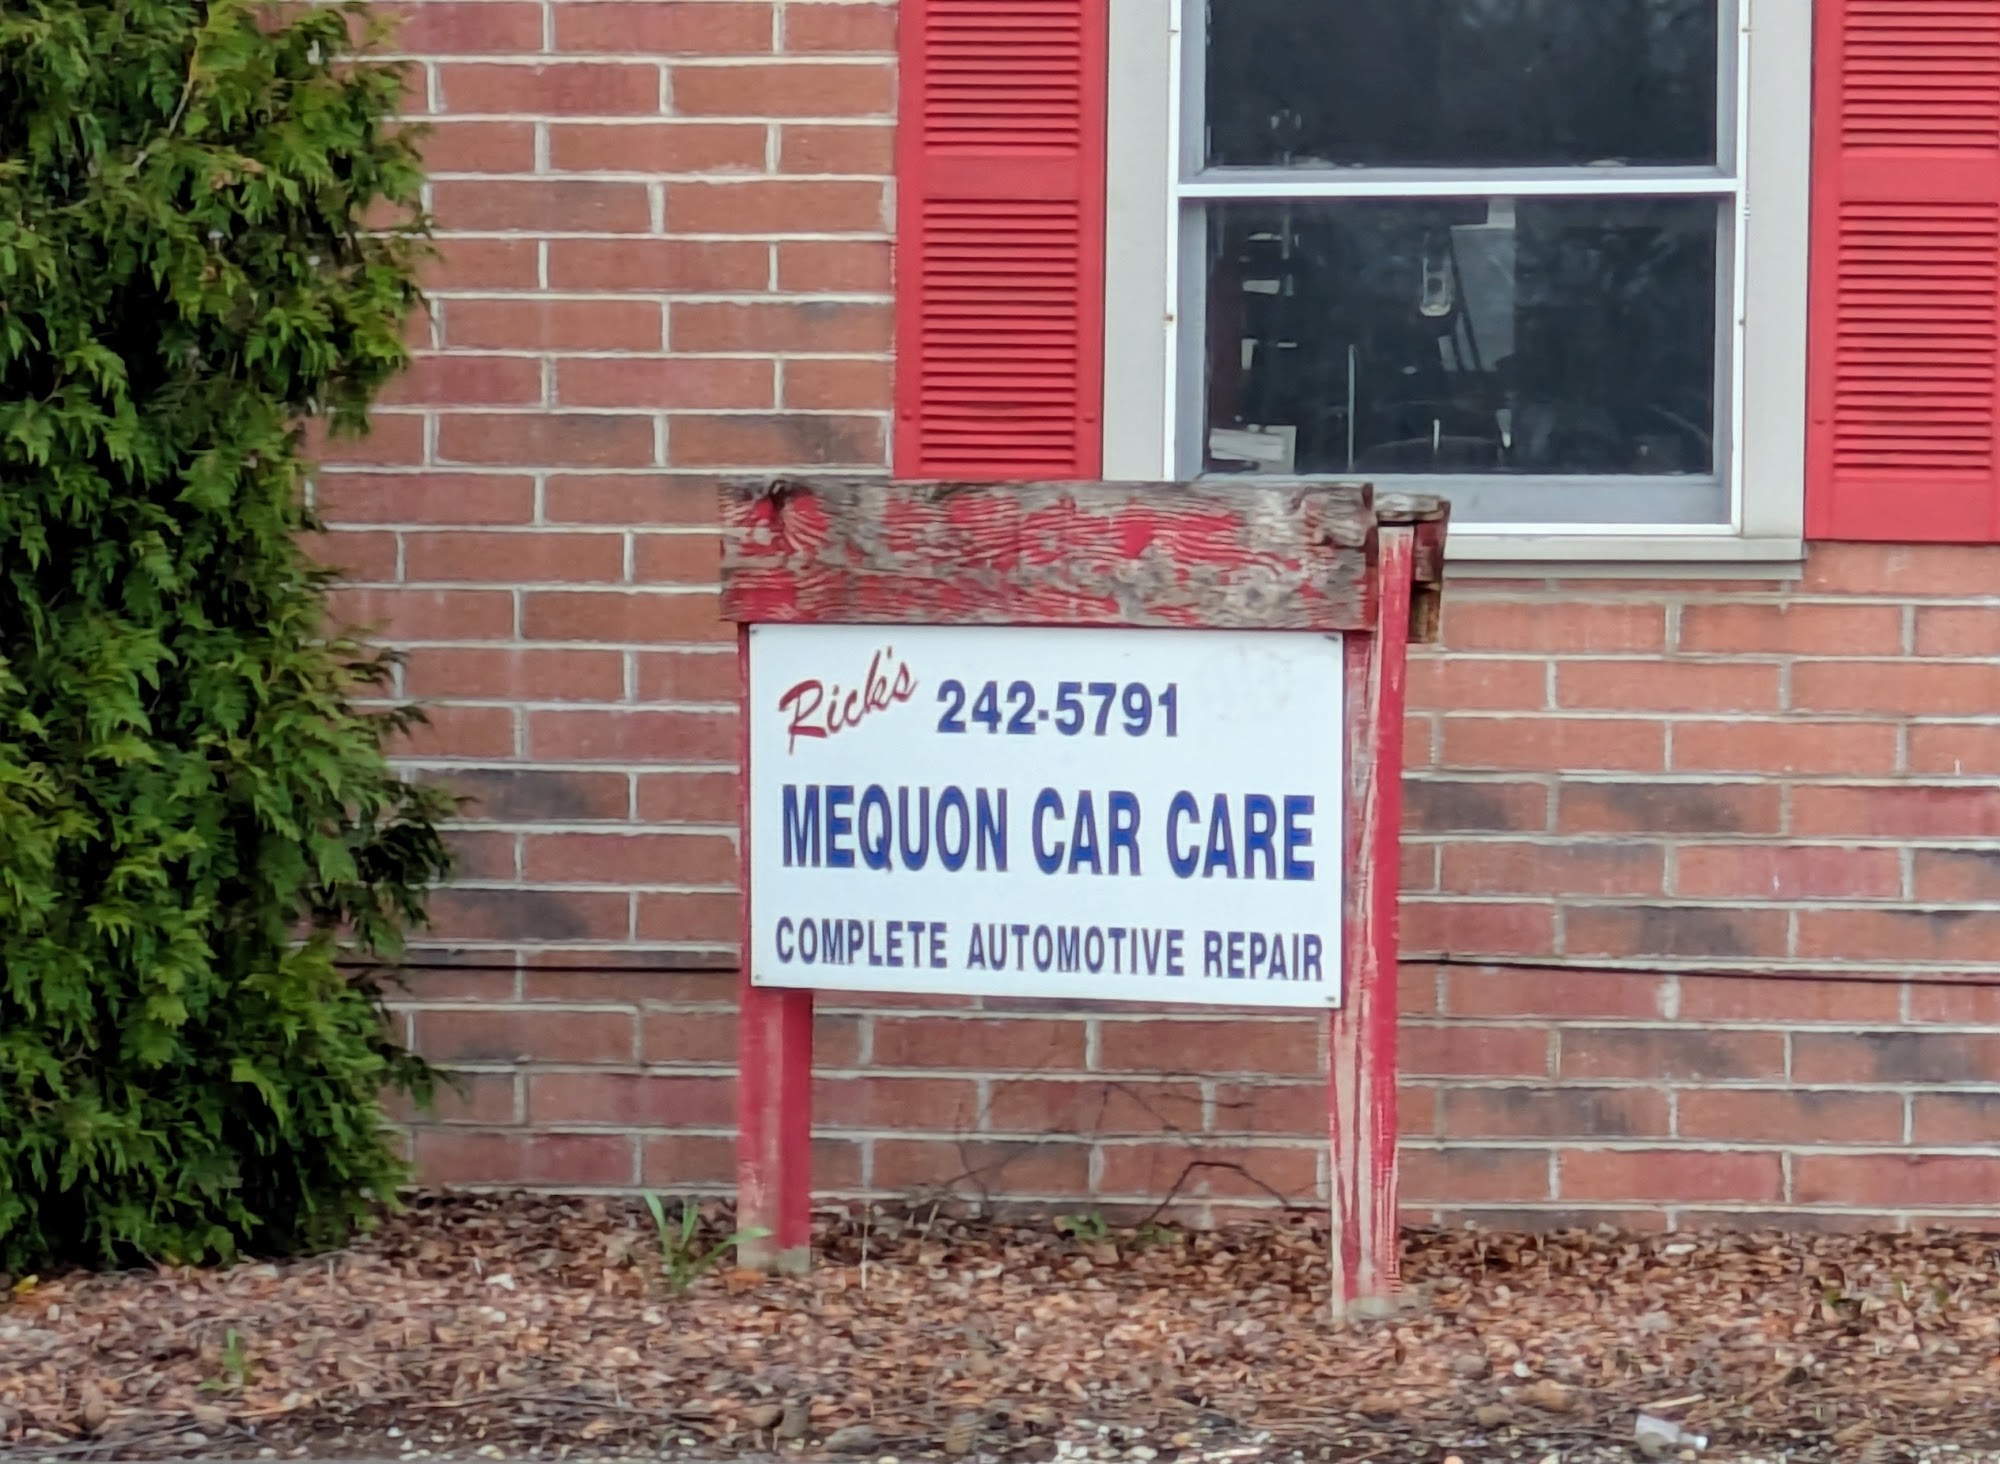 Rick's 242-5791
MEQUON CAR CARE
COMPLETE AUTOMOTIVE REPAIR